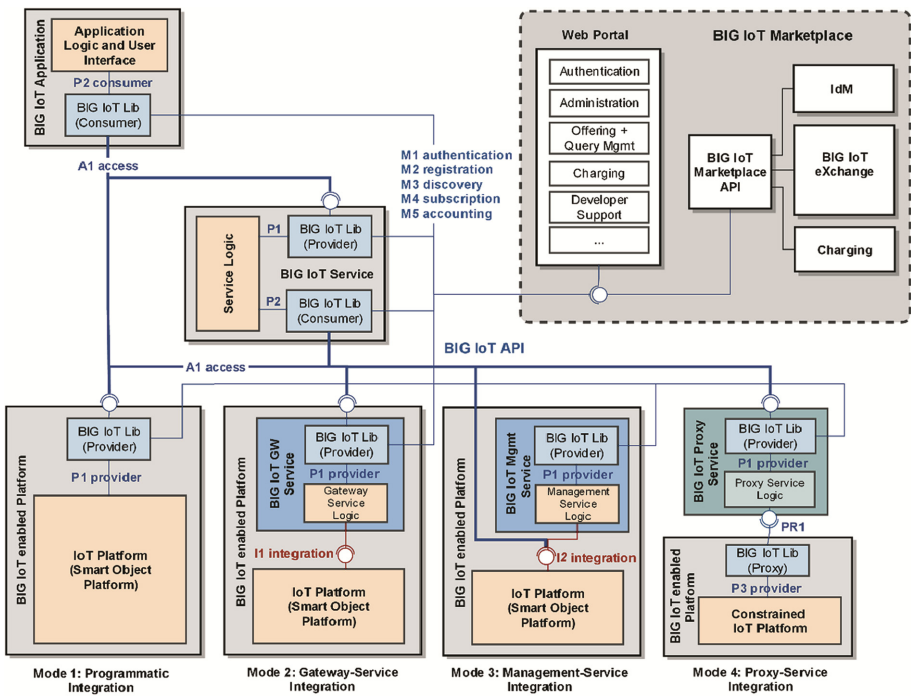 BIG IoT Application
Application
Logic and User
Interface
P2 consumer
BIG IoT Lib
(Consumer)
A1 access
M1 authentication
M2 registration
M3 discovery
M4 subscription
M5 accounting
Web Portal
Authentication
Administration
Offering +
Query Mgmt
Charging
Developer
Support
...
BIG IoT Marketplace
BIG IoT
Marketplace
API
IdM
BIG IoT
eXchange
Charging
Service Logic
P1
BIG IoT Lib
(Provider)
BIG IoT Service
P2
BIG IoT Lib
(Consumer)
BIG IoT API
A1 access
BIG IoT enabled Platform
BIG IoT Lib
(Provider)
P1 provider
IoT Platform
(Smart Object
Platform)
Mode 1: Programmatic
Integration
BIG IoT enabled Platform
BIG IoT GW
Service
BIG IoT Lib
(Provider)
P1 provider
Gateway
Service
Logic
I1 integration
IoT Platform
(Smart Object
Platform)
Mode 2: Gateway-Service
Integration
BIG IoT enabled Platform
BIG IoT Mgmt
Service
BIG IoT Lib
(Provider)
P1 provider
Management
Service
Logic
I2 integration
IoT Platform
(Smart Object
Platform)
Mode 3: Management-Service
Integration
BIG IoT Proxy
Service
BIG IoT Lib
(Provider)
P1 provider
Proxy Service
Logic
PR1
BIG IoT enabled
Platform
BIG IoT Lib
(Proxy)
P3 provider
Constrained
IoT Platform
Mode 4: Proxy-Service
Integration